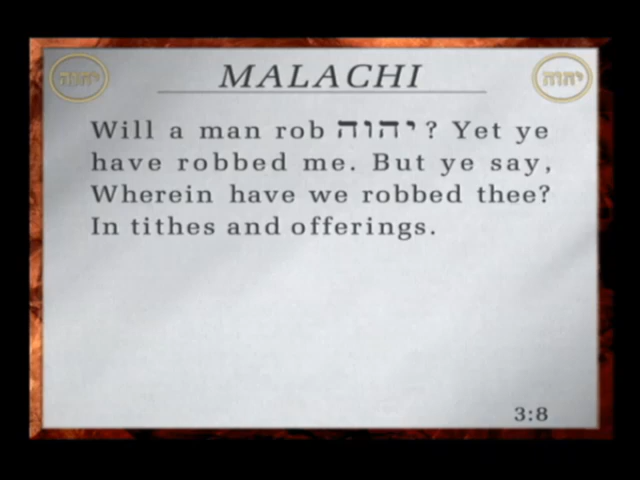 יהוה MALACHI יהוה
Will a man rob יהוה? Yet ye
have robbed me. But ye say,
Wherein have we robbed thee?
In tithes and offerings.
3:8